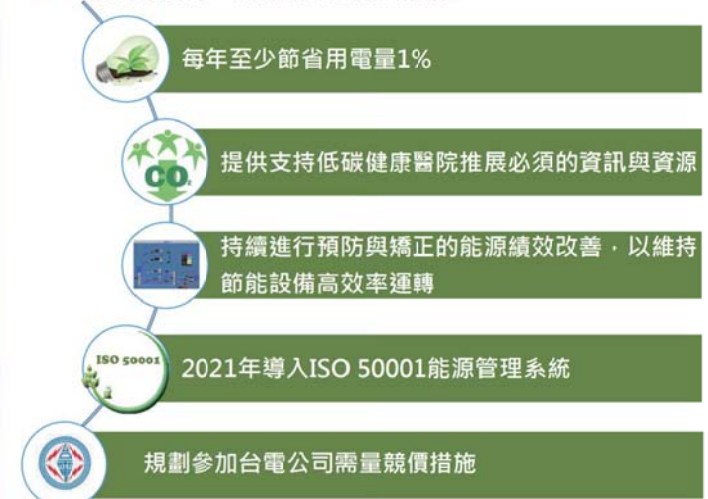 每年至少節省用電量1%
CO₂
提供支持低碳健康醫院推展必須的資訊與資源
持續進行預防與矯正的能源績效改善，以維持
節能設備高效率運轉
ISO 50001
2021年導入ISO 50001能源管理系統
規劃參加台電公司需量競價措施